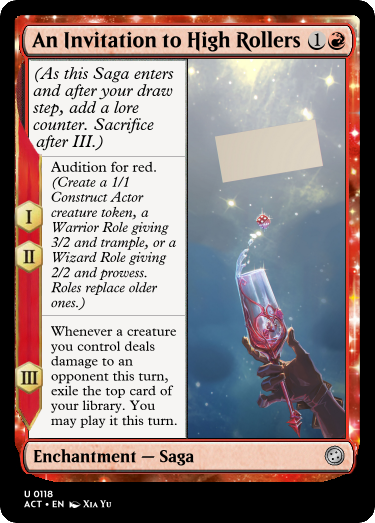 An Invitation to High Rollers 1
(As this Saga enters
and after your draw
step, add a lore
counter. Sacrifice
after III.)
I
II
Audition for red.
(Create a 1/1
Construct Actor
creature token, a
Warrior Role giving
3/2 and trample, or a
Wizard Role giving
2/2 and prowess.
Roles replace older
ones.)
III
Whenever a creature
you control deals
damage to an
opponent this turn,
exile the top card of
your library. You
may play it this turn.
Enchantment — Saga
U 0118
ACT • EN Xia Yu